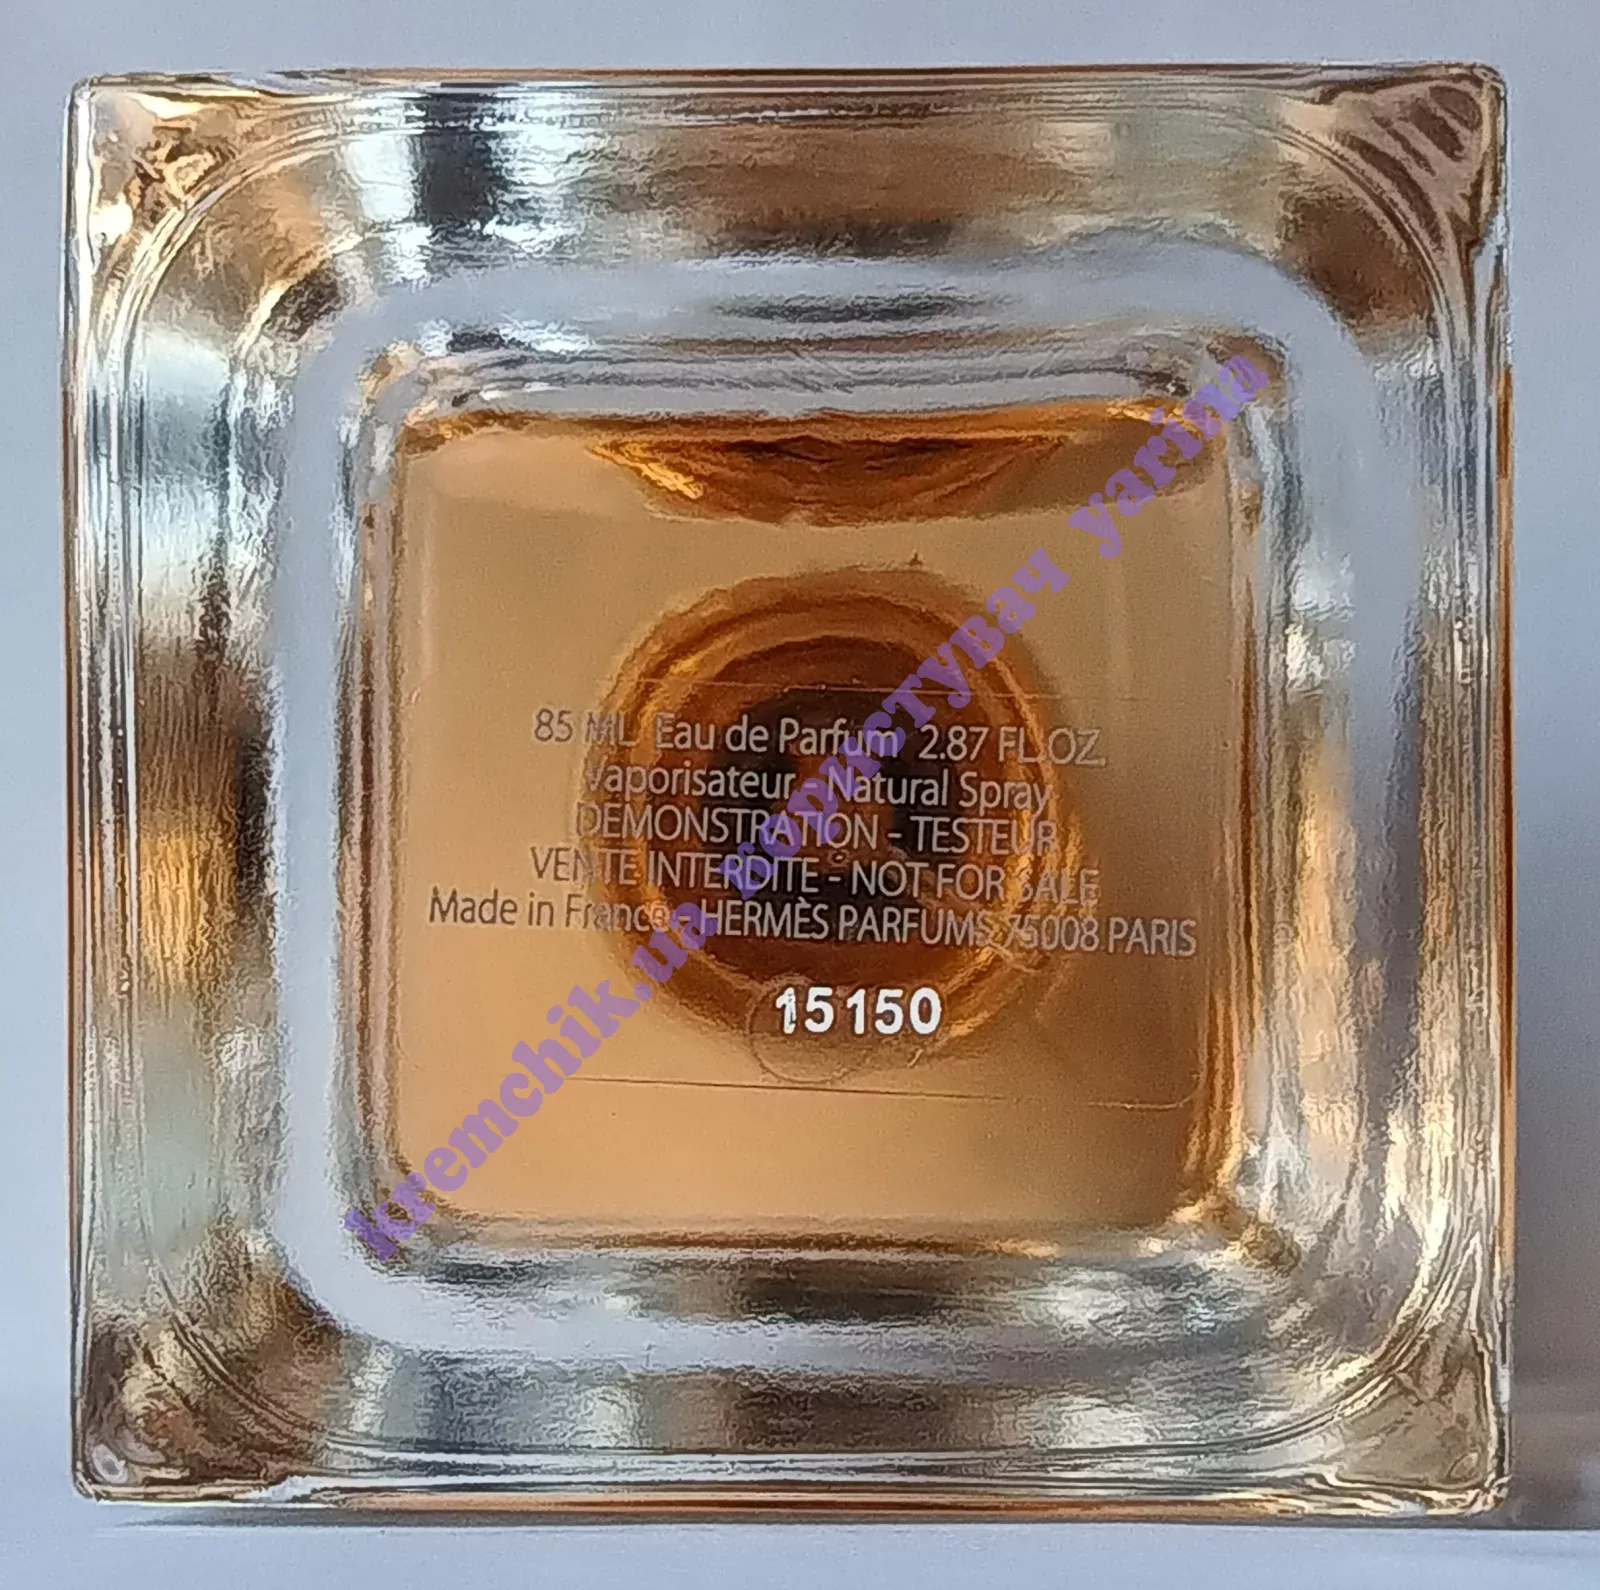 85 ML Eau de Parfum 2.87 FL.OZ.
Vaporisateur - Natural Spray
DEMONSTRATION - TESTEUR
VENTE INTERDITE - NOT FOR SALE
Made in France - HERMÈS PARFUMS 75008 PARIS
15150
kremchik.ua користувач yarina